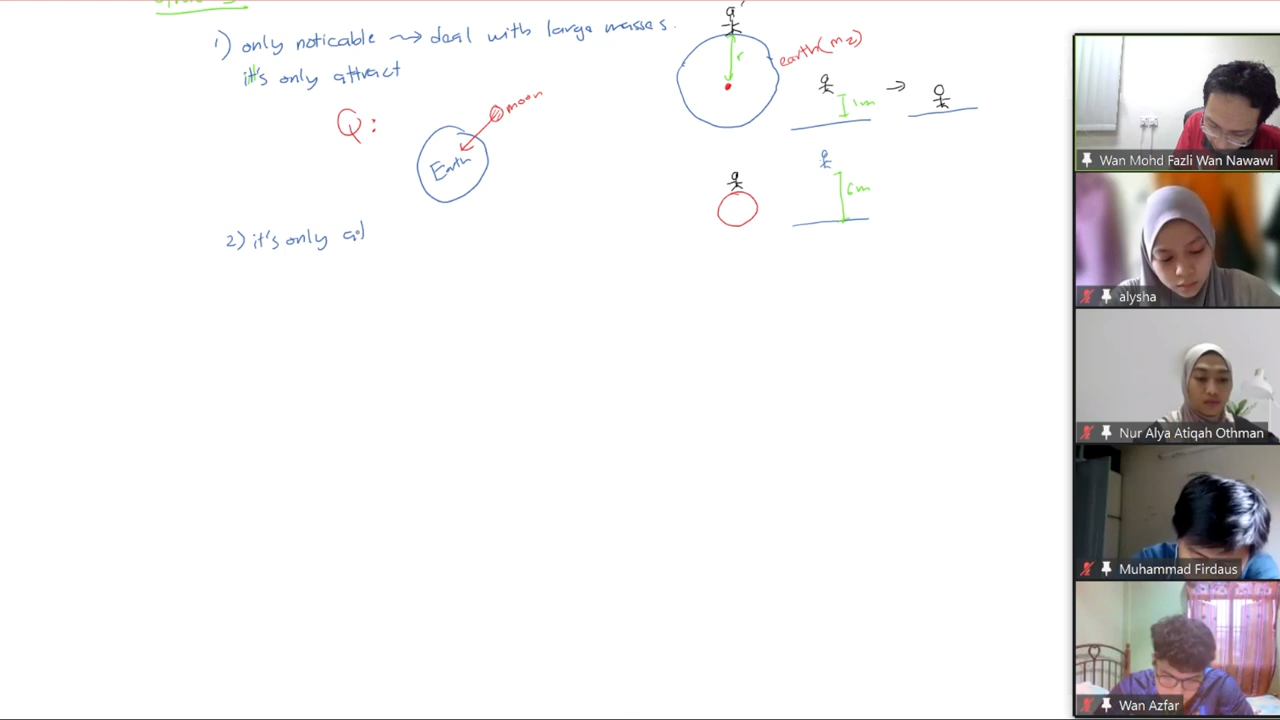 1) only noticable ⤳ deal with large masses.
it's only attract
Q:
moon
Earth
2) it's only
r
earth (m2)
1m
6m
Wan Mohd Fazli Wan Nawawi
alysha
Nur Alya Atiqah Othman
Muhammad Firdaus
Wan Azfar